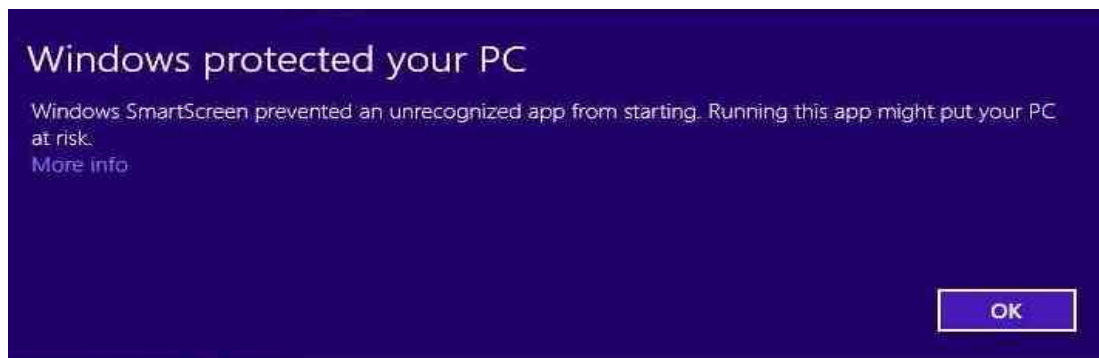 Windows protected your PC
Windows SmartScreen prevented an unrecognized app from starting. Running this app might put your PC
at risk.
More info
OK